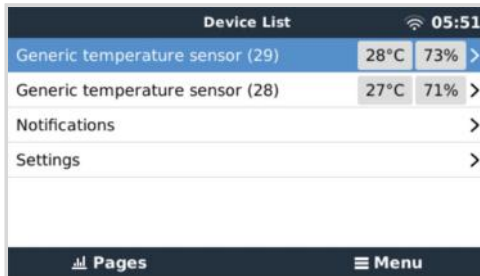 Device List 05:51
Generic temperature sensor (29) 28°C 73%
Generic temperature sensor (28) 27°C 71%
Notifications
Settings
Pages Menu